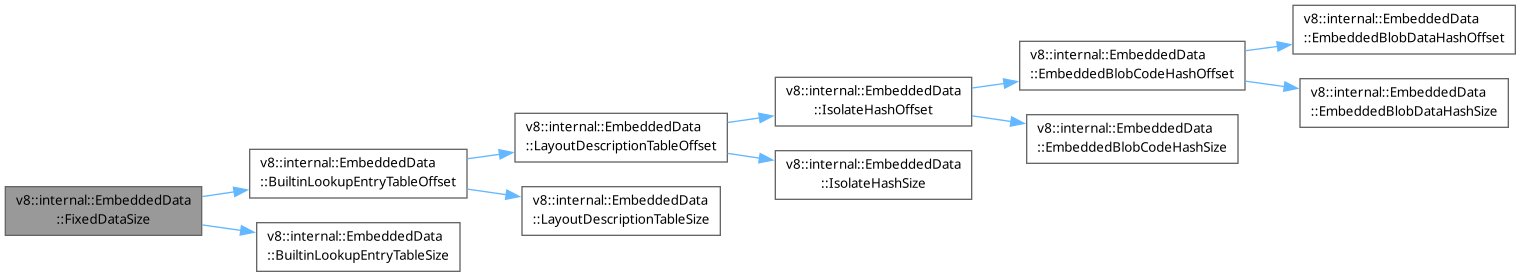 v8::internal::EmbeddedData
::FixedDataSize
v8::internal::EmbeddedData
::BuiltinLookupEntryTableOffset
v8::internal::EmbeddedData
::BuiltinLookupEntryTableSize
v8::internal::EmbeddedData
::LayoutDescriptionTableOffset
v8::internal::EmbeddedData
::LayoutDescriptionTableSize
v8::internal::EmbeddedData
::IsolateHashOffset
v8::internal::EmbeddedData
::IsolateHashSize
v8::internal::EmbeddedData
::EmbeddedBlobCodeHashOffset
v8::internal::EmbeddedData
::EmbeddedBlobCodeHashSize
v8::internal::EmbeddedData
::EmbeddedBlobDataHashOffset
v8::internal::EmbeddedData
::EmbeddedBlobDataHashSize